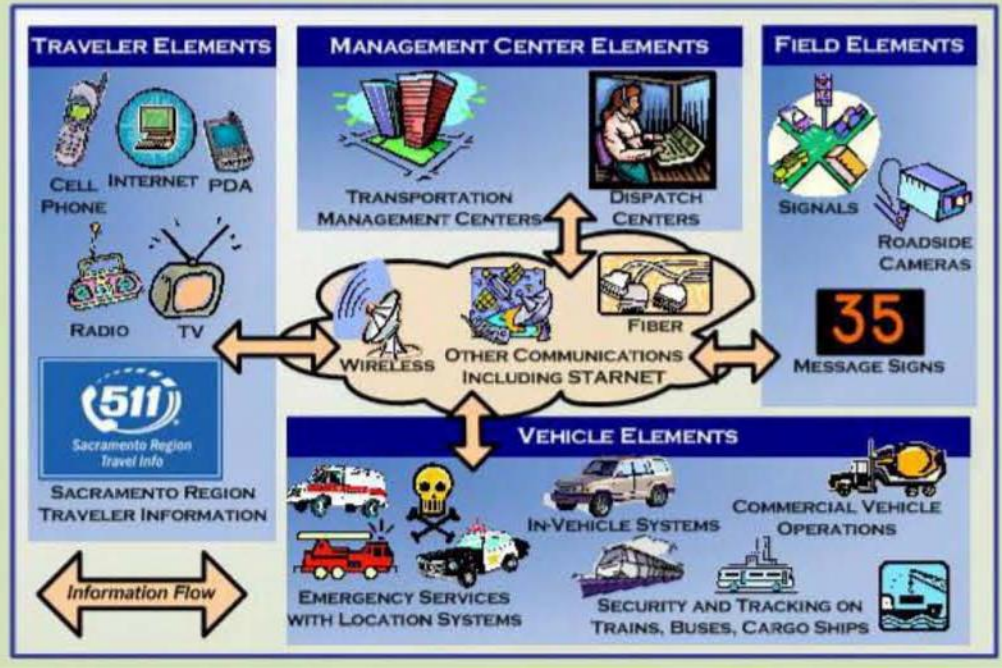 TRAVELER ELEMENTS
CELL
PHONE
INTERNET
PDA
RADIO
TV
511
Sacramento Region
Travel Info
SACRAMENTO REGION
TRAVELER INFORMATION
Information Flow
MANAGEMENT CENTER ELEMENTS
TRANSPORTATION
MANAGEMENT CENTERS
DISPATCH
CENTERS
FIELD ELEMENTS
SIGNALS
ROADSIDE
CAMERAS
35
MESSAGE SIGNS
WIRELESS
OTHER COMMUNICATIONS
INCLUDING STARNET
FIBER
VEHICLE ELEMENTS
EMERGENCY SERVICES
WITH LOCATION SYSTEMS
IN-VEHICLE SYSTEMS
COMMERCIAL VEHICLE
OPERATIONS
SECURITY AND TRACKING ON
TRAINS, BUSES, CARGO SHIPS